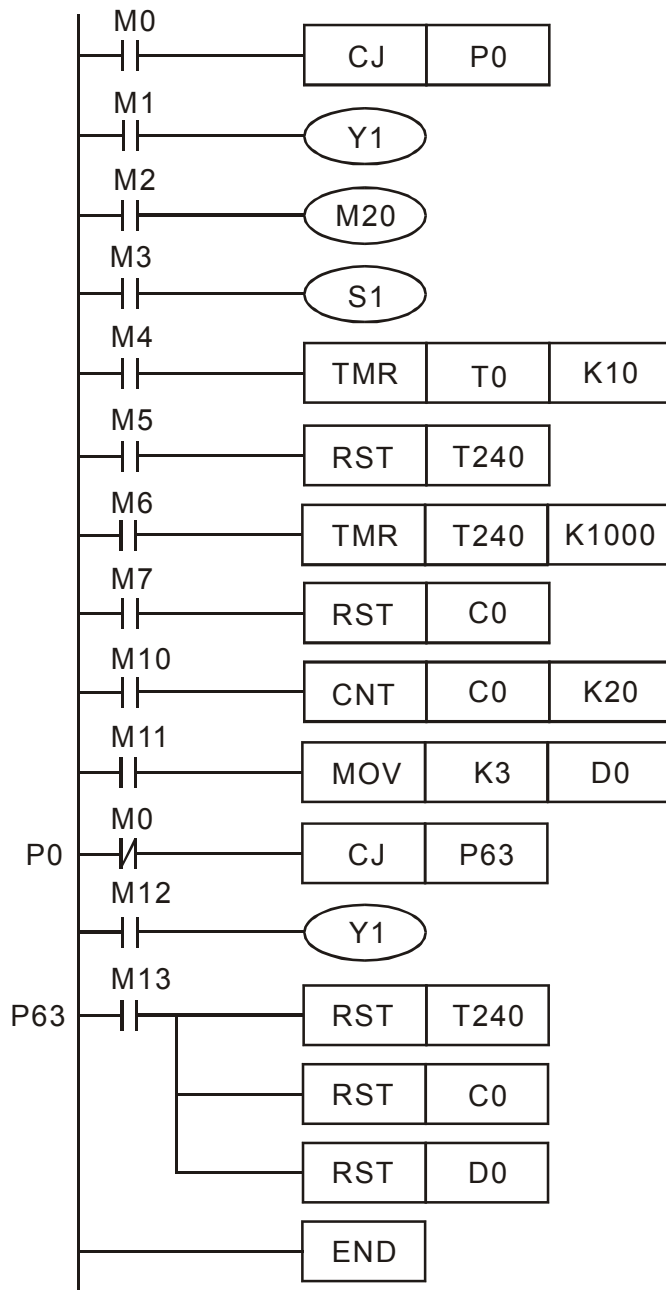 M0
CJ P0
M1
Y1
M2
M20
M3
S1
M4
TMR T0 K10
M5
RST T240
M6
TMR T240 K1000
M7
RST C0
M10
CNT C0 K20
M11
MOV K3 D0
M0
P0 CJ P63
M12
Y1
M13
P63 RST T240
RST C0
RST D0
END